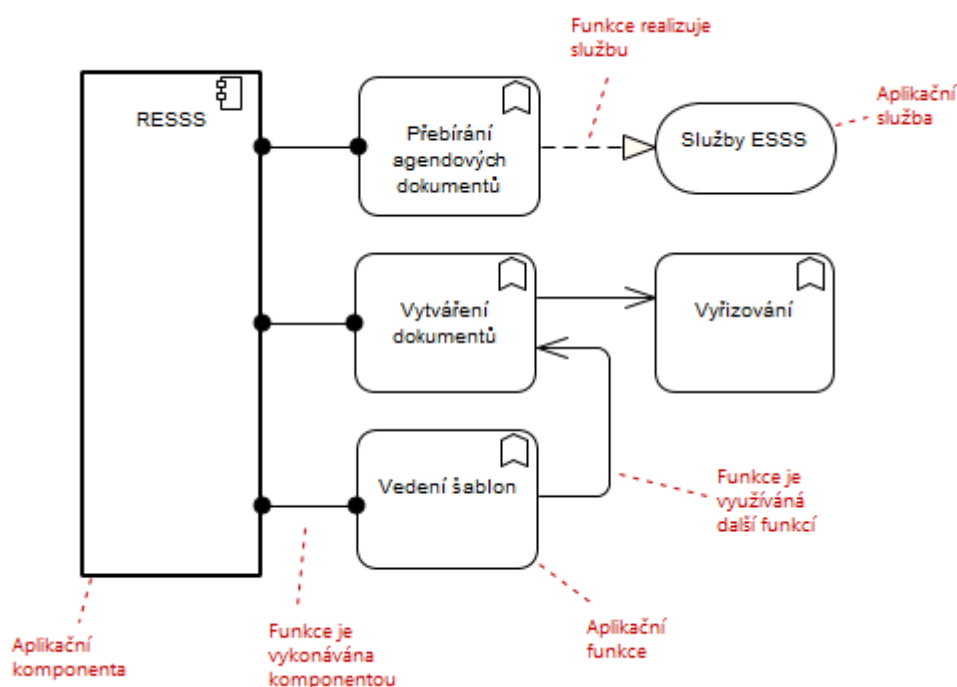 Funkce realizuje
službu
RESSS
Přebírání
agendových
dokumentů
Služby ESSS
Aplikační
služba
Vytváření
dokumentů
Vyřizování
Vedení šablon
Funkce je
využíváná
další funkcí
Aplikační
komponenta
Funkce je
vykonávána
komponentou
Aplikační
funkce